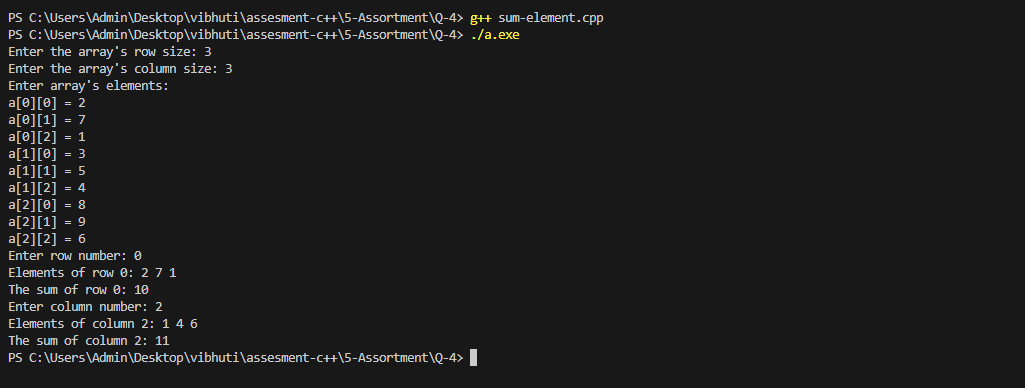 PS C:\Users\Admin\Desktop\vibhuti\assesment-c++\5-Assortment\Q-4> g++ sum-element.cpp
PS C:\Users\Admin\Desktop\vibhuti\assesment-c++\5-Assortment\Q-4> ./a.exe
Enter the array's row size: 3
Enter the array's column size: 3
Enter array's elements:
a[0][0] = 2
a[0][1] = 7
a[0][2] = 1
a[1][0] = 3
a[1][1] = 5
a[1][2] = 4
a[2][0] = 8
a[2][1] = 9
a[2][2] = 6
Enter row number: 0
Elements of row 0: 2 7 1
The sum of row 0: 10
Enter column number: 2
Elements of column 2: 1 4 6
The sum of column 2: 11
PS C:\Users\Admin\Desktop\vibhuti\assesment-c++\5-Assortment\Q-4>